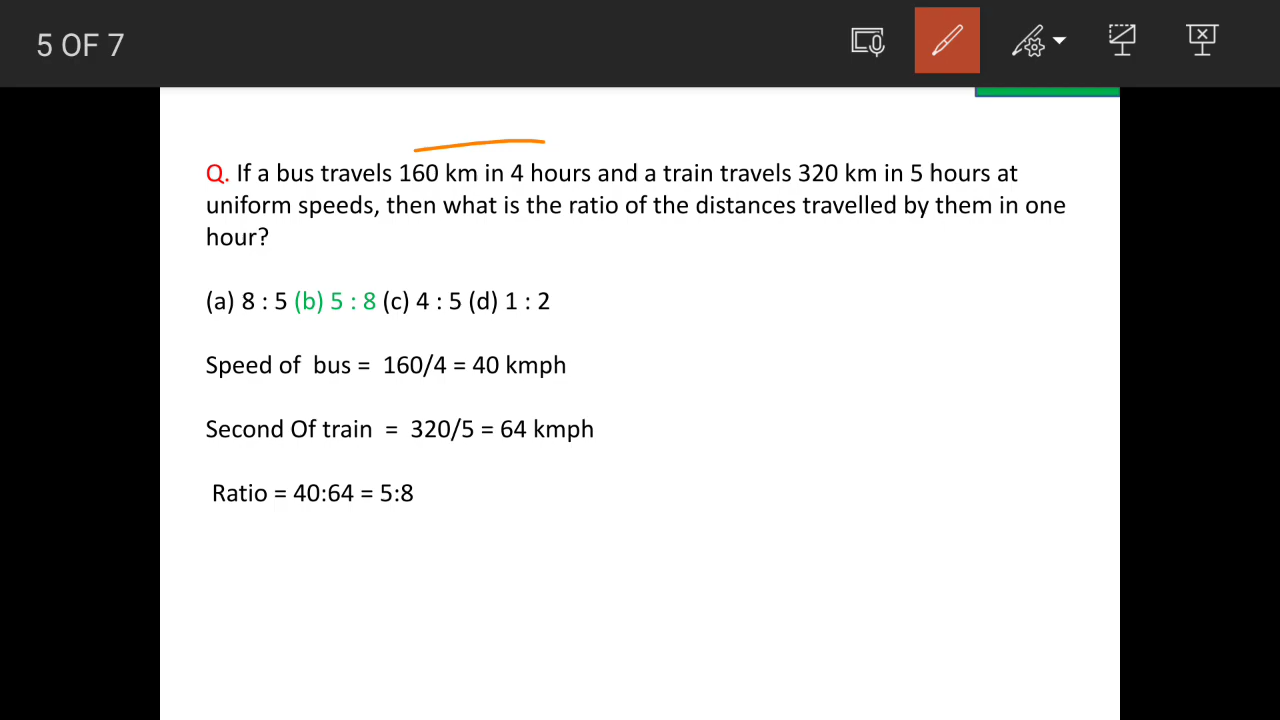 5 OF 7
Q. If a bus travels 160 km in 4 hours and a train travels 320 km in 5 hours at
uniform speeds, then what is the ratio of the distances travelled by them in one
hour?
(a) 8 : 5 (b) 5 : 8 (c) 4 : 5 (d) 1 : 2
Speed of bus = 160/4 = 40 kmph
Second Of train = 320/5 = 64 kmph
Ratio = 40:64 = 5:8